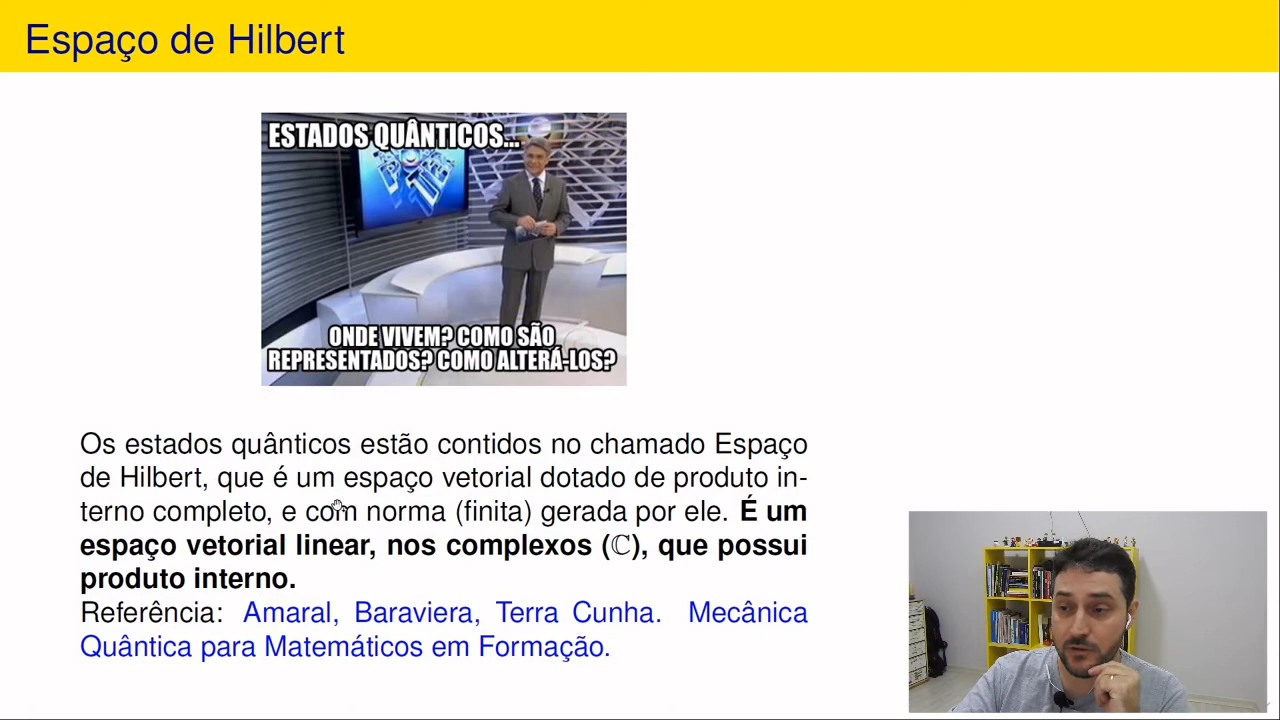 Espaço de Hilbert
ESTADOS QUÂNTICOS...
ONDE VIVEM? COMO SÃO
REPRESENTADOS? COMO ALTERÁ-LOS?
Os estados quânticos estão contidos no chamado Espaço
de Hilbert, que é um espaço vetorial dotado de produto in-
terno completo, e com norma (finita) gerada por ele. É um
espaço vetorial linear, nos complexos (ℂ), que possui
produto interno.
Referência: Amaral, Baraviera, Terra Cunha. Mecânica
Quântica para Matemáticos em Formação.